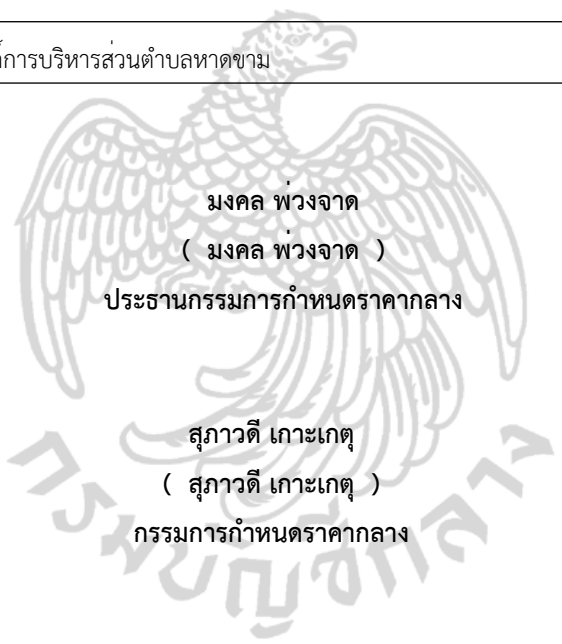 การบริหารส่วนตำบลหาดขาม
มงคล พ่วงจาด
( มงคล พ่วงจาด )
ประธานกรรมการกำหนดราคากลาง
สุภาวดี เกาะเกตุ
( สุภาวดี เกาะเกตุ )
กรรมการกำหนดราคากลาง
กรมบัญชีกลาง